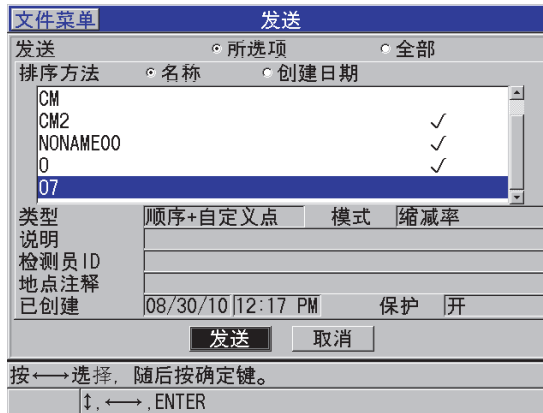 文件菜单 发送
发送 所选项 全部
排序方法 名称 创建日期
CM
CM2 ✓
NONAME00 ✓
0 ✓
07
类型 顺序+自定义点 模式 缩减率
说明
检测员ID
地点注释
已创建 08/30/10 12:17 PM 保护 开
发送 取消
按←→选择，随后按确定键。
↕,←→,ENTER